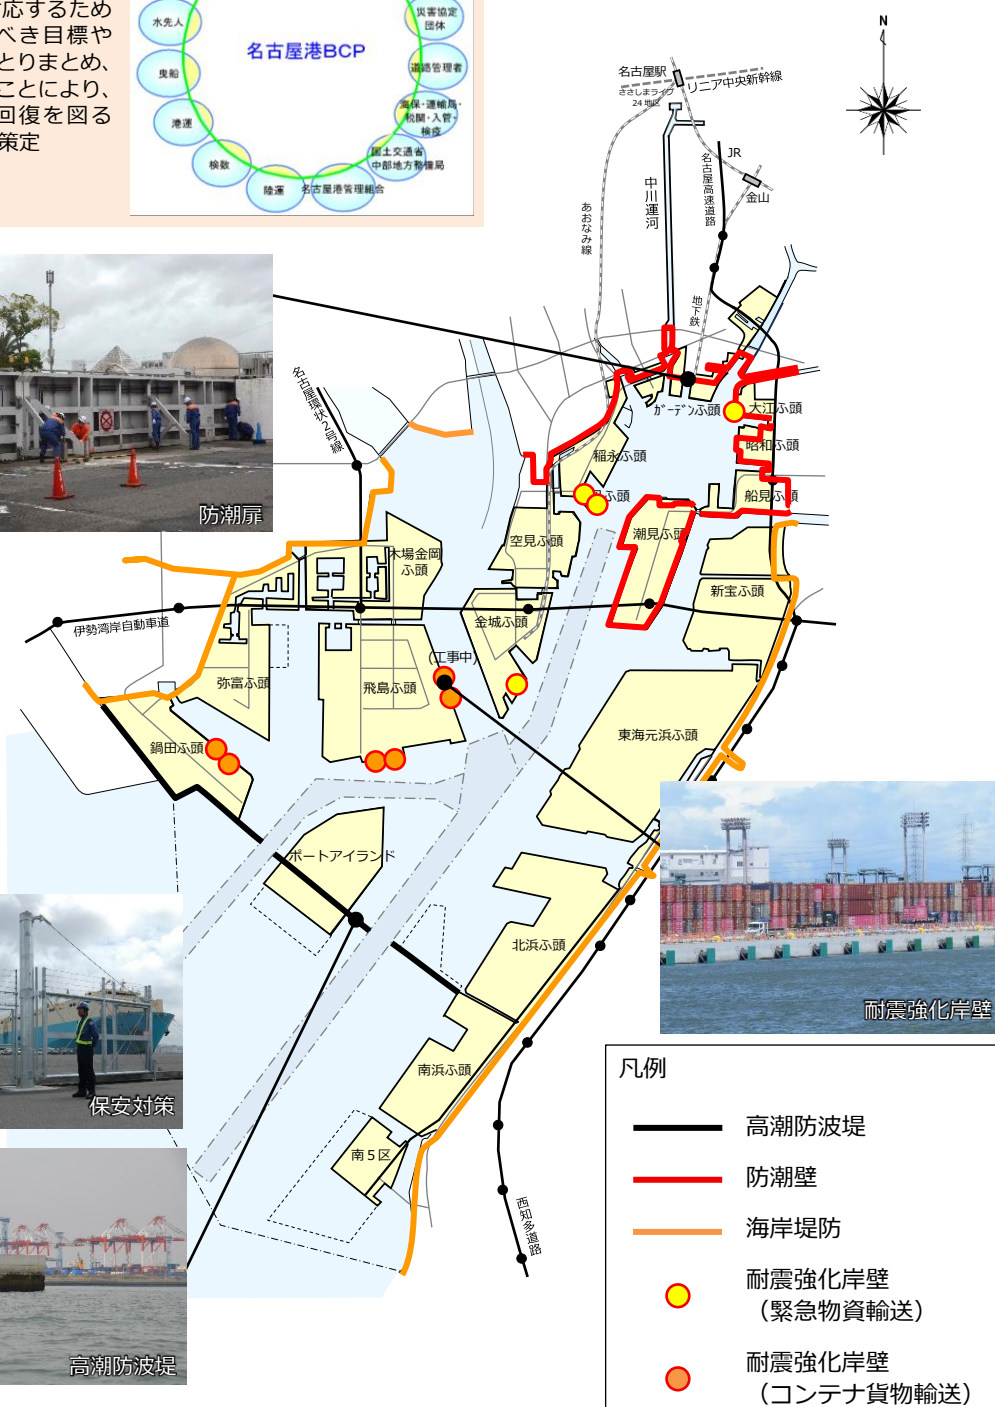 応するため
べき目標や
とりまとめ、
ことにより、
回復を図る
策定
水先人
曳船
港運
検数
陸運
名古屋港管理組合
国土交通省
中部地方整備局
海保・運輸局・
税関・入管・
検疫
道路管理者
災害協定
団体
名古屋港BCP
N
名古屋駅
ささしまライブ
24地区
リニア中央新幹線
JR
金山
中川運河
名古屋高速道路
あおなみ線
地下鉄
名古屋環状2号線
ガーデンふ頭
大江ふ頭
昭和ふ頭
船見ふ頭
稲永ふ頭
ふ頭
潮見ふ頭
空見ふ頭
新宝ふ頭
木場金岡
ふ頭
金城ふ頭
伊勢湾岸自動車道
(工事中)
弥富ふ頭
飛島ふ頭
鍋田ふ頭
東海元浜ふ頭
ポートアイランド
北浜ふ頭
南浜ふ頭
南5区
西知多道路
防潮扉
保安対策
高潮防波堤
耐震強化岸壁
凡例
高潮防波堤
防潮壁
海岸堤防
耐震強化岸壁
（緊急物資輸送）
耐震強化岸壁
（コンテナ貨物輸送）